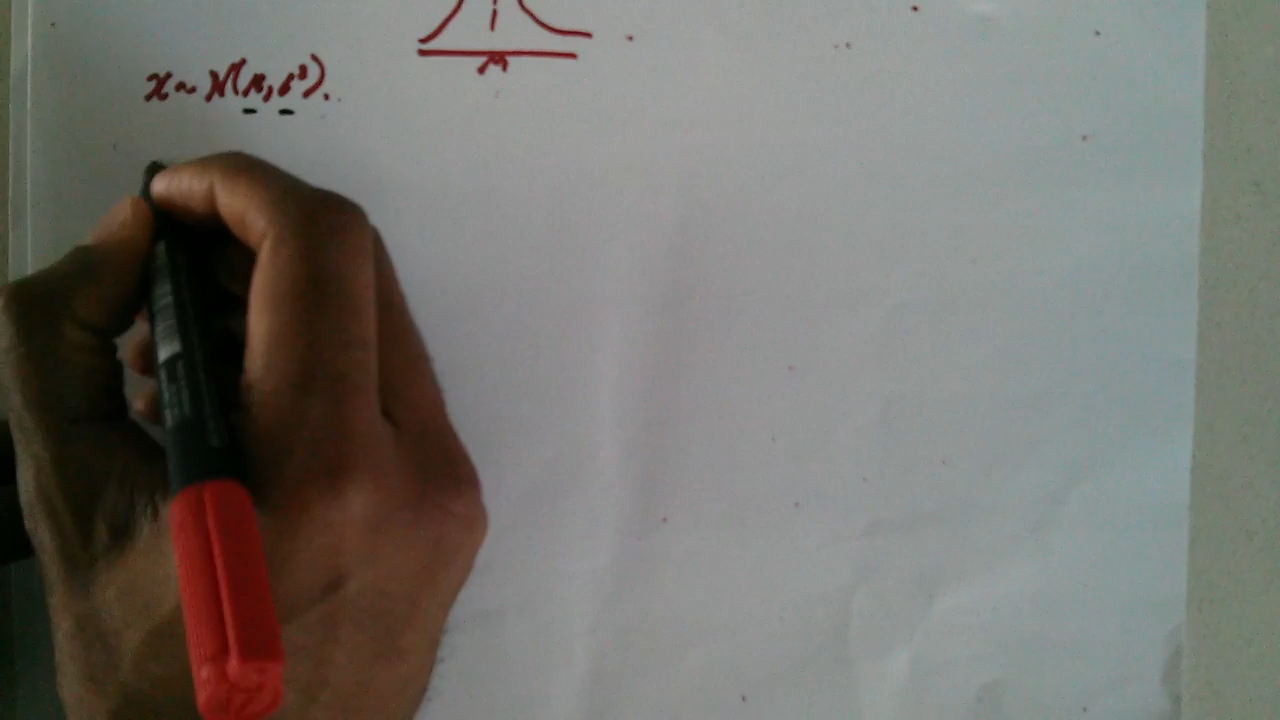 μ
x ~ N(μ, σ²).